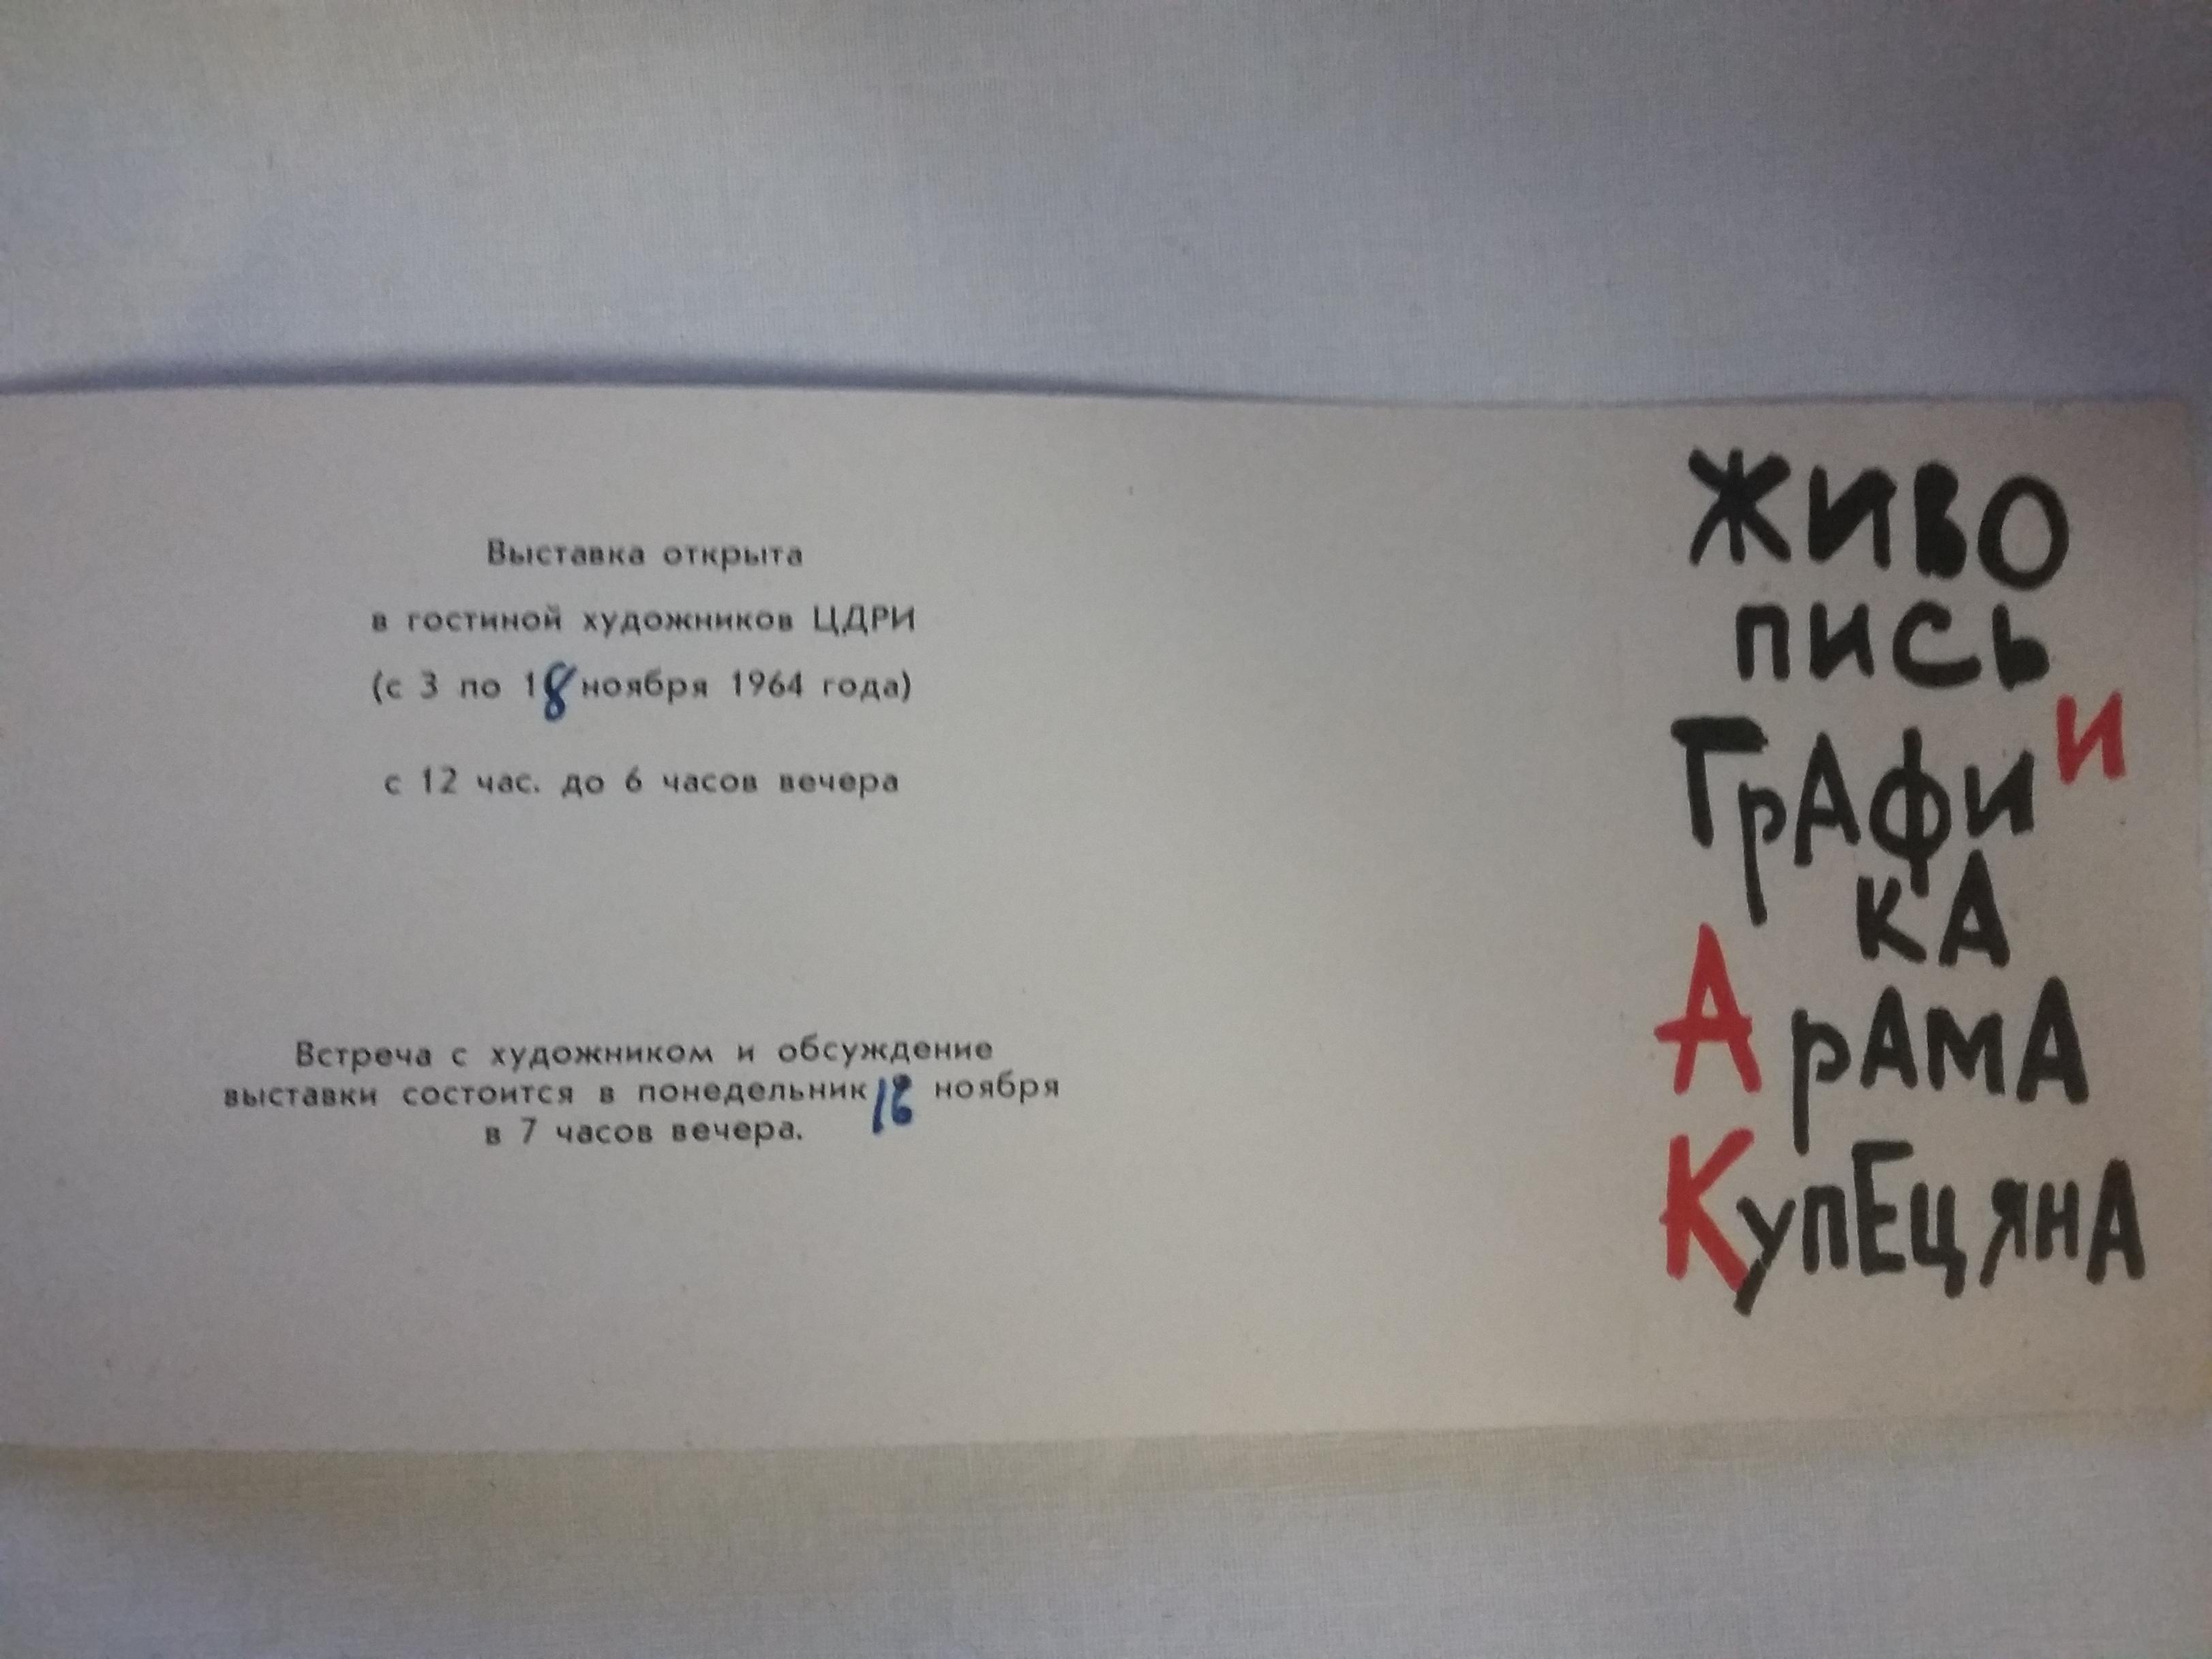 Выставка открыта
в гостиной художников ЦДРИ
(с 3 по 18 ноября 1964 года)
с 12 час. до 6 часов вечера
Встреча с художником и обсуждение
выставки состоится в понедельник ноября
в 7 часов вечера.
живо
пись
и
графи
ка
Арама
Купецяна